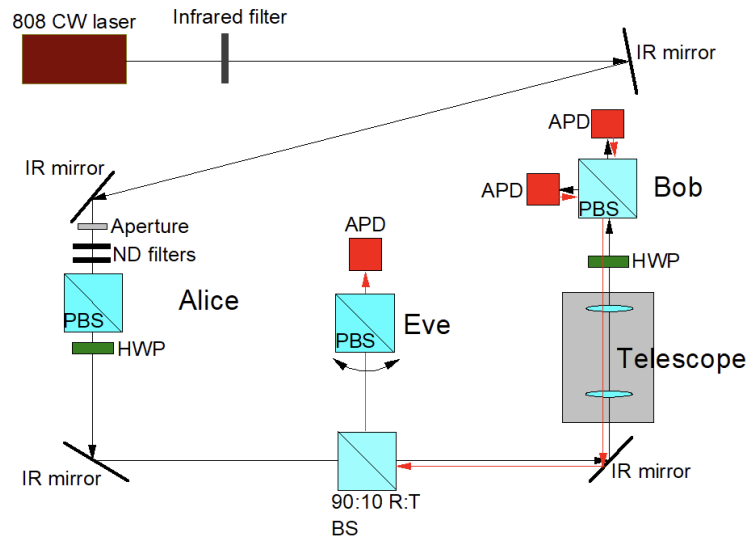 808 CW laser
Infrared filter
IR mirror
APD
IR mirror
APD
Bob
PBS
Aperture
APD
ND filters
HWP
Alice
PBS
Eve
PBS
HWP
Telescope
IR mirror
IR mirror
90:10 R:T
BS